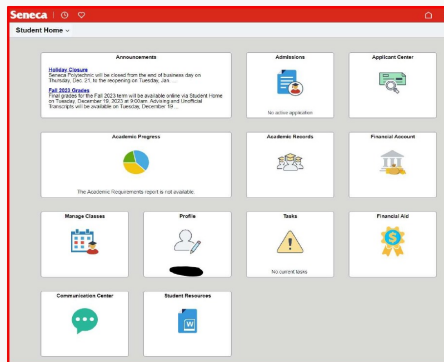 Seneca
Student Home
Announcements
Holiday Closure
Seneca Polytechnic will be closed from the end of business day on
Thursday, Dec. 21, to the reopening on Tuesday, Jan ...
Fall 2023 Grades
Final grades for the Fall 2023 term will be available online via Student Home
on Tuesday, December 19, 2023 at 9:00am. Advising and Unofficial
Transcripts will be available on Tuesday, December 19 ...
Admissions
No active application
Applicant Center
Academic Progress
The Academic Requirements report is not available.
Academic Records
Financial Account
Manage Classes
Profile
Tasks
No current tasks
Financial Aid
Communication Center
Student Resources
W